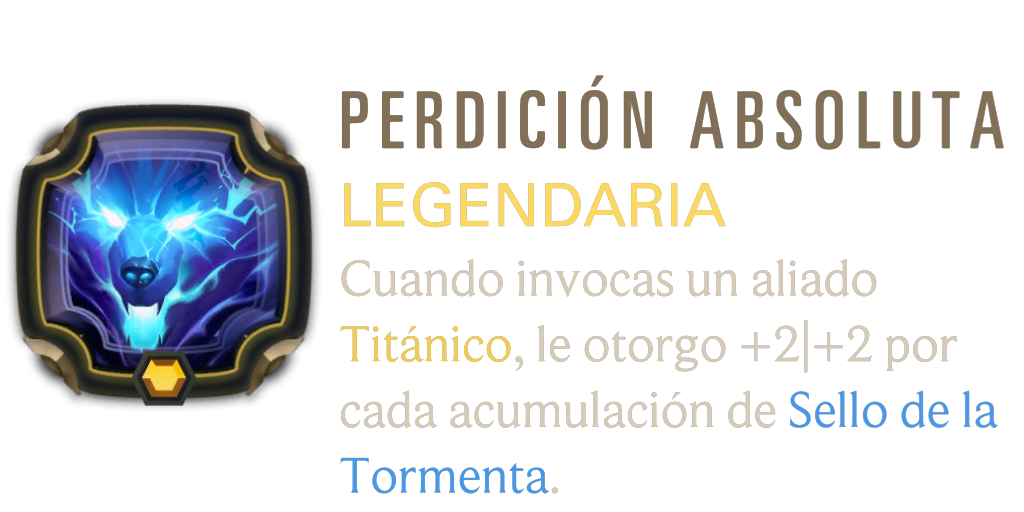 PERDICIÓN ABSOLUTA
LEGENDARIA
Cuando invocas un aliado
Titánico, le otorgo +2|+2 por
cada acumulación de Sello de la
Tormenta.